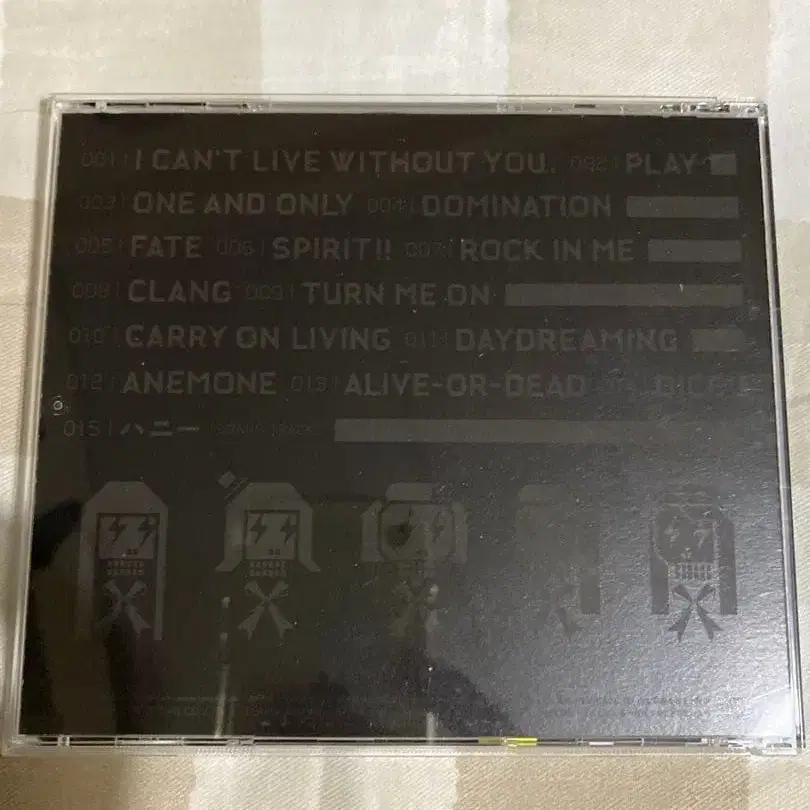 001 | I CAN'T LIVE WITHOUT YOU. 002 | PLAY
003 | ONE AND ONLY 004 | DOMINATION
005 | FATE 006 | SPIRIT!! 007 | ROCK IN ME
008 | CLANG 009 | TURN ME ON
010 | CARRY ON LIVING 011 | DAYDREAMING
012 | ANEMONE 013 | ALIVE-OR-DEAD
015 | ハニー